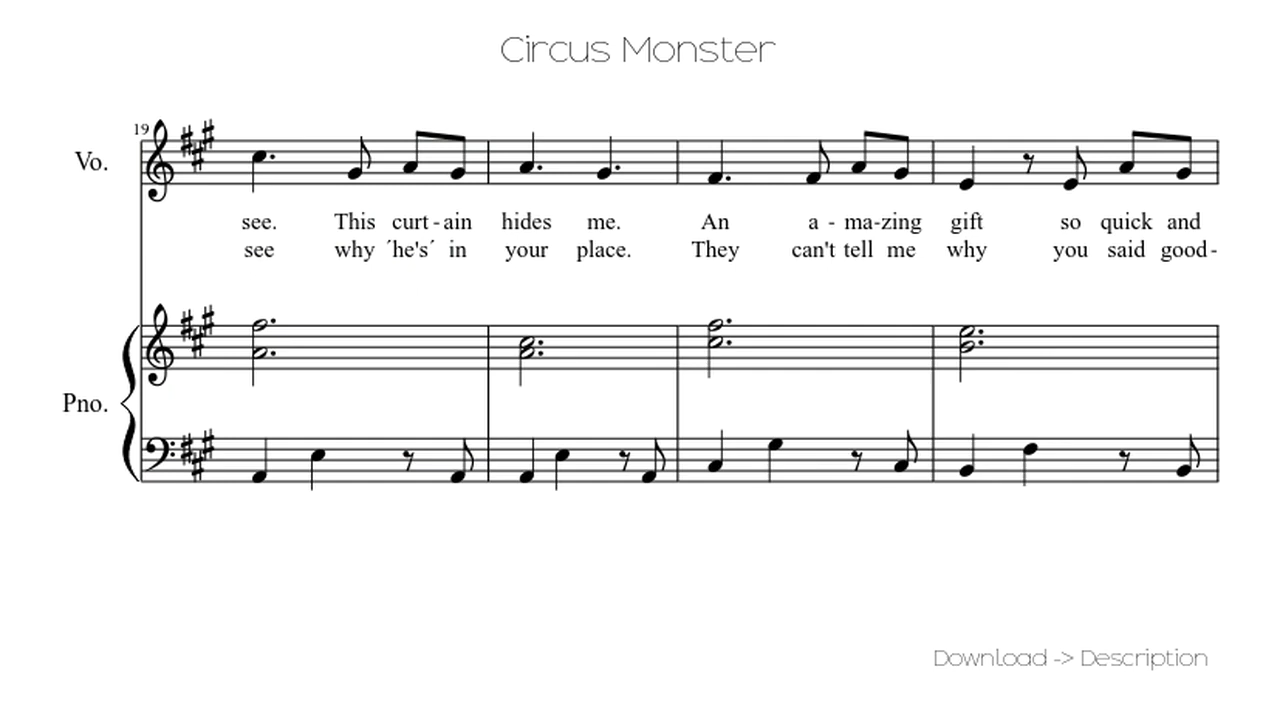 Circus Monster
19
Vo.
see. This curt-ain hides me. An a - ma-zing gift so quick and
see why ´he's´ in your place. They can't tell me why you said good-
Pno.
Download -> Description